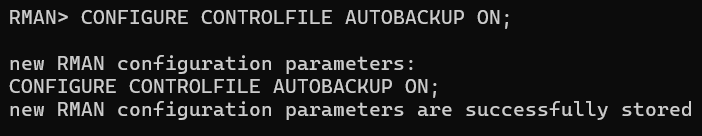 RMAN> CONFIGURE CONTROLFILE AUTOBACKUP ON;
new RMAN configuration parameters:
CONFIGURE CONTROLFILE AUTOBACKUP ON;
new RMAN configuration parameters are successfully stored